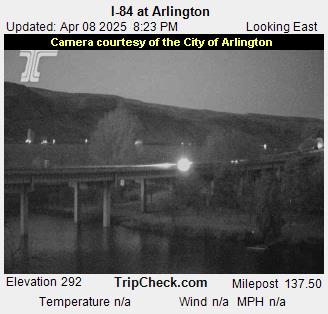 I-84 at Arlington
Updated: Apr 08 2025 8:23 PM Looking East
Camera courtesy of the City of Arlington
Elevation 292 TripCheck.com Milepost 137.50
Temperature n/a Wind n/a MPH n/a